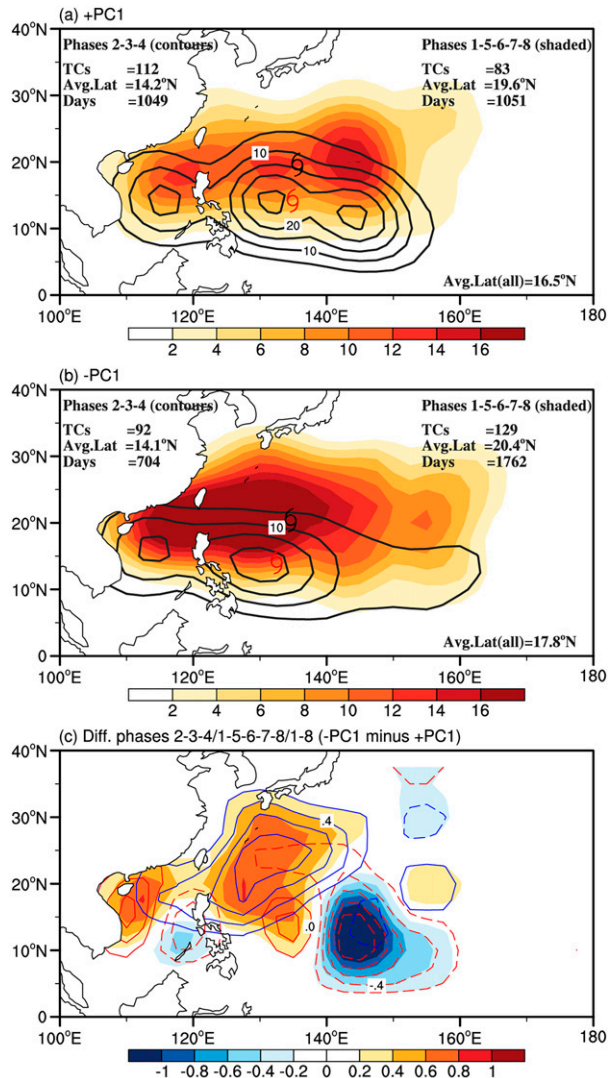 (a) +PC1
40°N
30°N
20°N
10°N
0
Phases 2-3-4 (contours)
TCs =112
Avg.Lat =14.2°N
Days =1049
Phases 1-5-6-7-8 (shaded)
TCs =83
Avg.Lat =19.6°N
Days =1051
10
20
10
Avg.Lat(all)=16.5°N
100°E 120°E 140°E 160°E 180
2 4 6 8 10 12 14 16
(b) -PC1
40°N
30°N
20°N
10°N
0
Phases 2-3-4 (contours)
TCs =92
Avg.Lat =14.1°N
Days =704
Phases 1-5-6-7-8 (shaded)
TCs =129
Avg.Lat =20.4°N
Days =1762
10
Avg.Lat(all)=17.8°N
100°E 120°E 140°E 160°E 180
2 4 6 8 10 12 14 16
(c) Diff. phases 2-3-4/1-5-6-7-8/1-8 (-PC1 minus +PC1)
40°N
30°N
20°N
10°N
0
.4
.0
-.4
100°E 120°E 140°E 160°E 180
-1 -0.8 -0.6 -0.4 -0.2 0 0.2 0.4 0.6 0.8 1